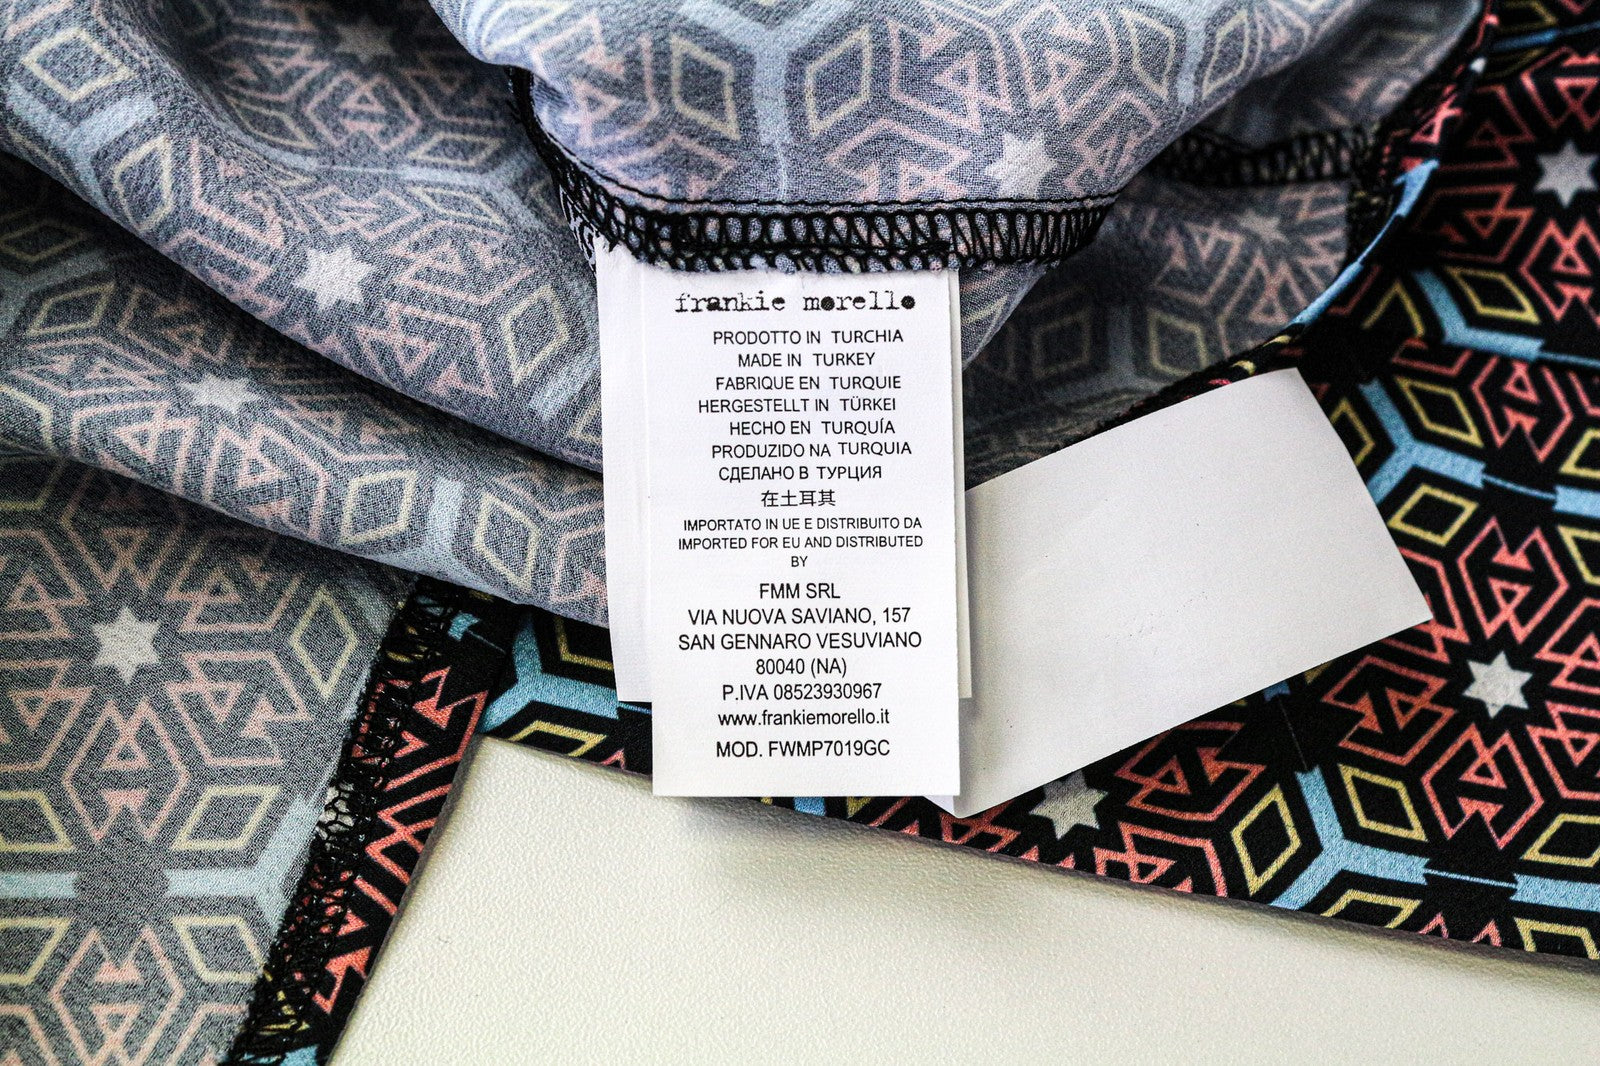 frankie morello
PRODOTTO IN TURCHIA
MADE IN TURKEY
FABRIQUE EN TURQUIE
HERGESTELLT IN TÜRKEI
HECHO EN TURQUÍA
PRODUZIDO NA TURQUIA
СДЕЛАНО В ТУРЦИЯ
在土耳其
IMPORTATO IN UE E DISTRIBUITO DA
IMPORTED FOR EU AND DISTRIBUTED
BY
FMM SRL
VIA NUOVA SAVIANO, 157
SAN GENNARO VESUVIANO
80040 (NA)
P.IVA 08523930967
www.frankiemorello.it
MOD. FWMP7019GC